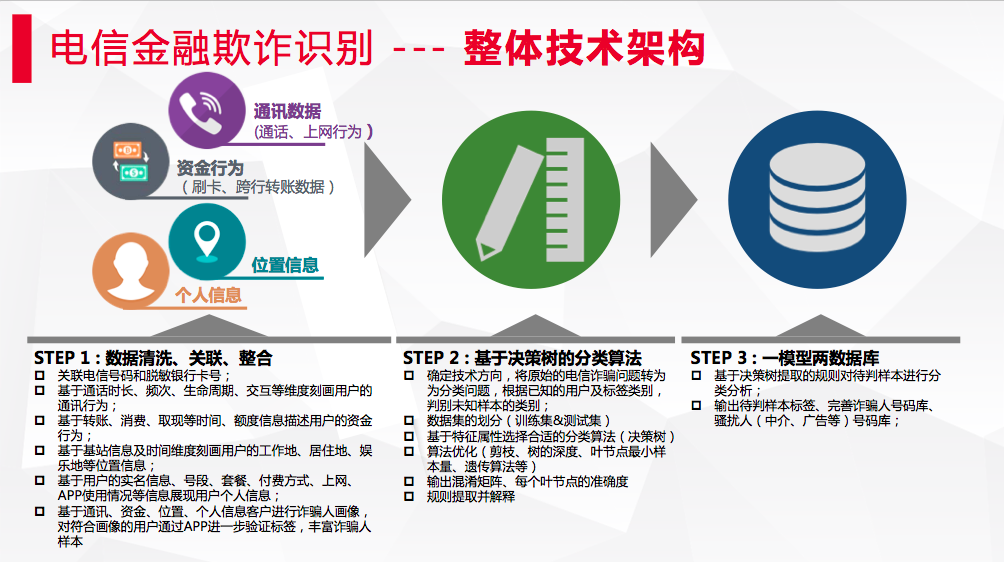 电信金融欺诈识别 --- 整体技术架构
通讯数据
(通话、上网行为）
资金行为
（刷卡、跨行转账数据）
位置信息
个人信息
STEP 1：数据清洗、关联、整合
关联电信号码和脱敏银行卡号；
基于通话时长、频次、生命周期、交互等维度刻画用户的
通讯行为；
基于转账、消费、取现等时间、额度信息描述用户的资金
行为；
基于基站信息及时间维度刻画用户的工作地、居住地、娱
乐地等位置信息；
基于用户的实名信息、号段、套餐、付费方式、上网、
APP使用情况等信息展现用户个人信息；
基于通讯、资金、位置、个人信息客户进行诈骗人画像，
对符合画像的用户通过APP进一步验证标签，丰富诈骗人
样本
STEP 2：基于决策树的分类算法
确定技术方向，将原始的电信诈骗问题转为
为分类问题，根据已知的用户及标签类别，
判别未知样本的类别；
数据集的划分（训练集&测试集）
基于特征属性选择合适的分类算法（决策树）
算法优化（剪枝、树的深度、叶节点最小样
本量、遗传算法等）
输出混淆矩阵、每个叶节点的准确度
规则提取并解释
STEP 3：一模型两数据库
基于决策树提取的规则对待判样本进行分
类分析；
输出待判样本标签、完善诈骗人号码库、
骚扰人（中介、广告等）号码库；